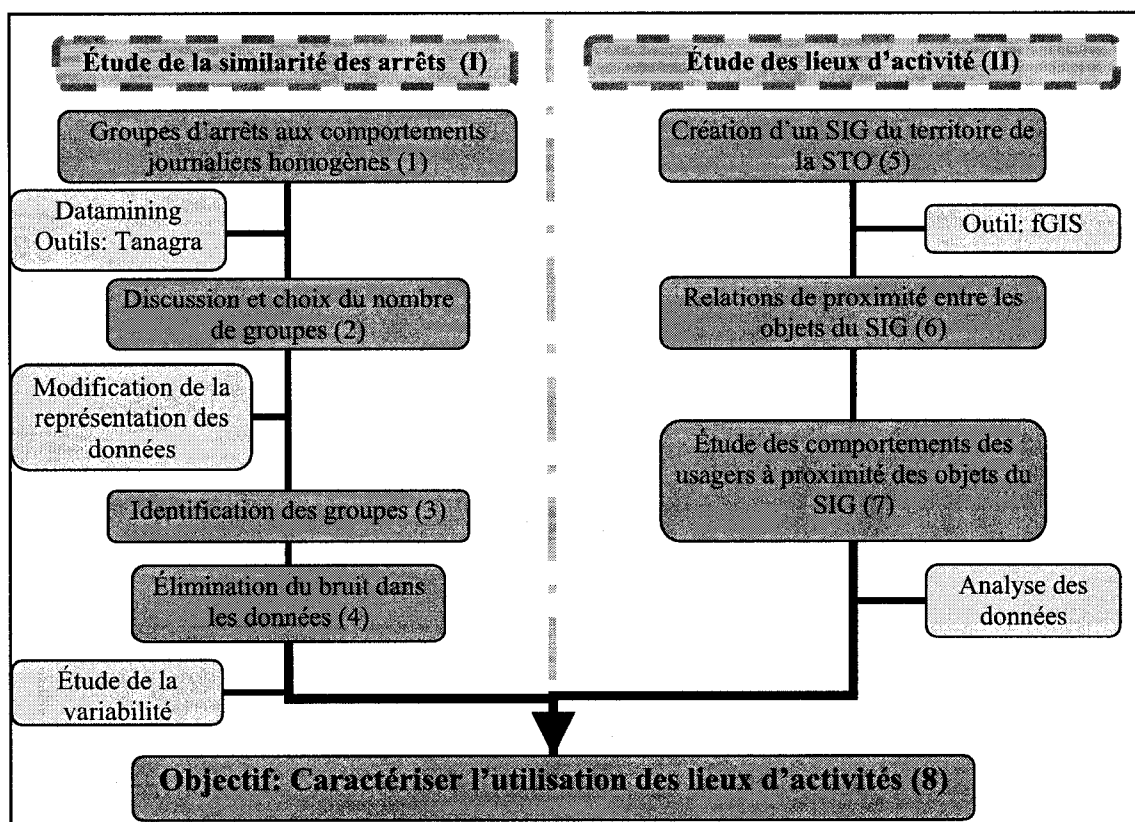 Étude de la similarité des arrêts (I)
Groupes d'arrêts aux comportements
journaliers homogènes (1)
Datamining
Outils: Tanagra
Discussion et choix du nombre
de groupes (2)
Modification de la
représentation des
données
Identification des groupes (3)
Élimination du bruit dans
les données (4)
Étude de la
variabilité
Étude des lieux d'activité (II)
Création d'un SIG du territoire de
la STO (5)
Outil: fGIS
Relations de proximité entre les
objets du SIG (6)
Étude des comportements des
usagers à proximité des objets du
SIG (7)
Analyse des
données
Objectif: Caractériser l'utilisation des lieux d'activités (8)